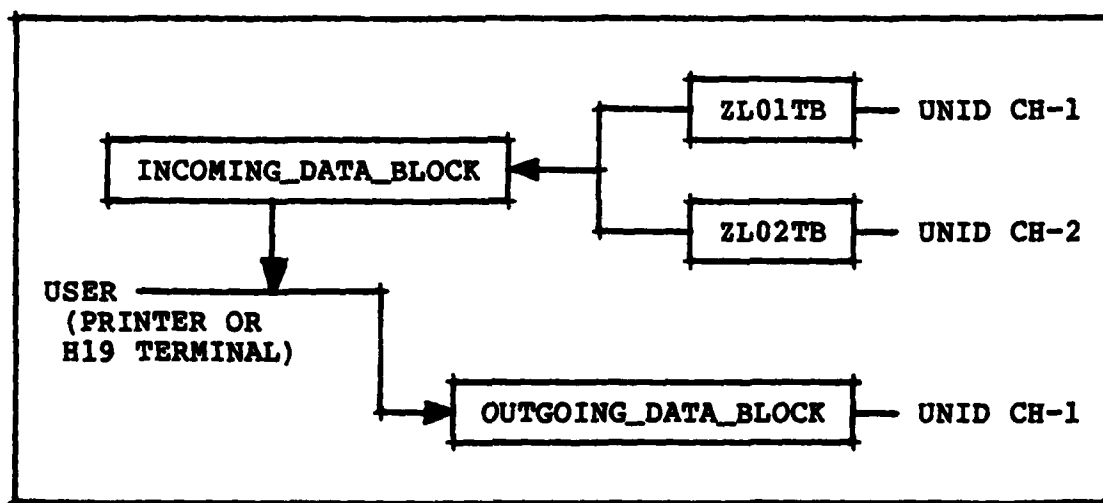 ZL01TB UNID CH-1
INCOMING_DATA_BLOCK
ZL02TB UNID CH-2
USER
(PRINTER OR
H19 TERMINAL)
OUTGOING_DATA_BLOCK UNID CH-1